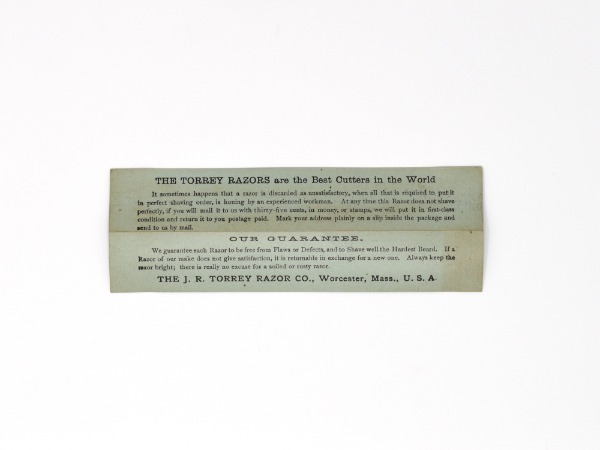 THE TORREY RAZORS are the Best Cutters in the World
It sometimes happens that a razor is discarded as unsatisfactory, when all that is required to put it
in perfect shaving order, is honing by an experienced workman. At any time this Razor does not shave
perfectly, if you will mail it to us with thirty-five cents, in money, or stamps, we will put it in first-class
condition and return it to you postage paid. Mark your address plainly on a slip inside the package and
send to us by mail.
OUR GUARANTEE.
We guarantee each Razor to be free from Flaws or Defects, and to Shave well the Hardest Beard. If a
Razor of our make does not give satisfaction, it is returnable in exchange for a new one. Always keep the
razor bright; there is really no excuse for a soiled or rusty razor.
THE J. R. TORREY RAZOR CO., Worcester, Mass., U. S. A.